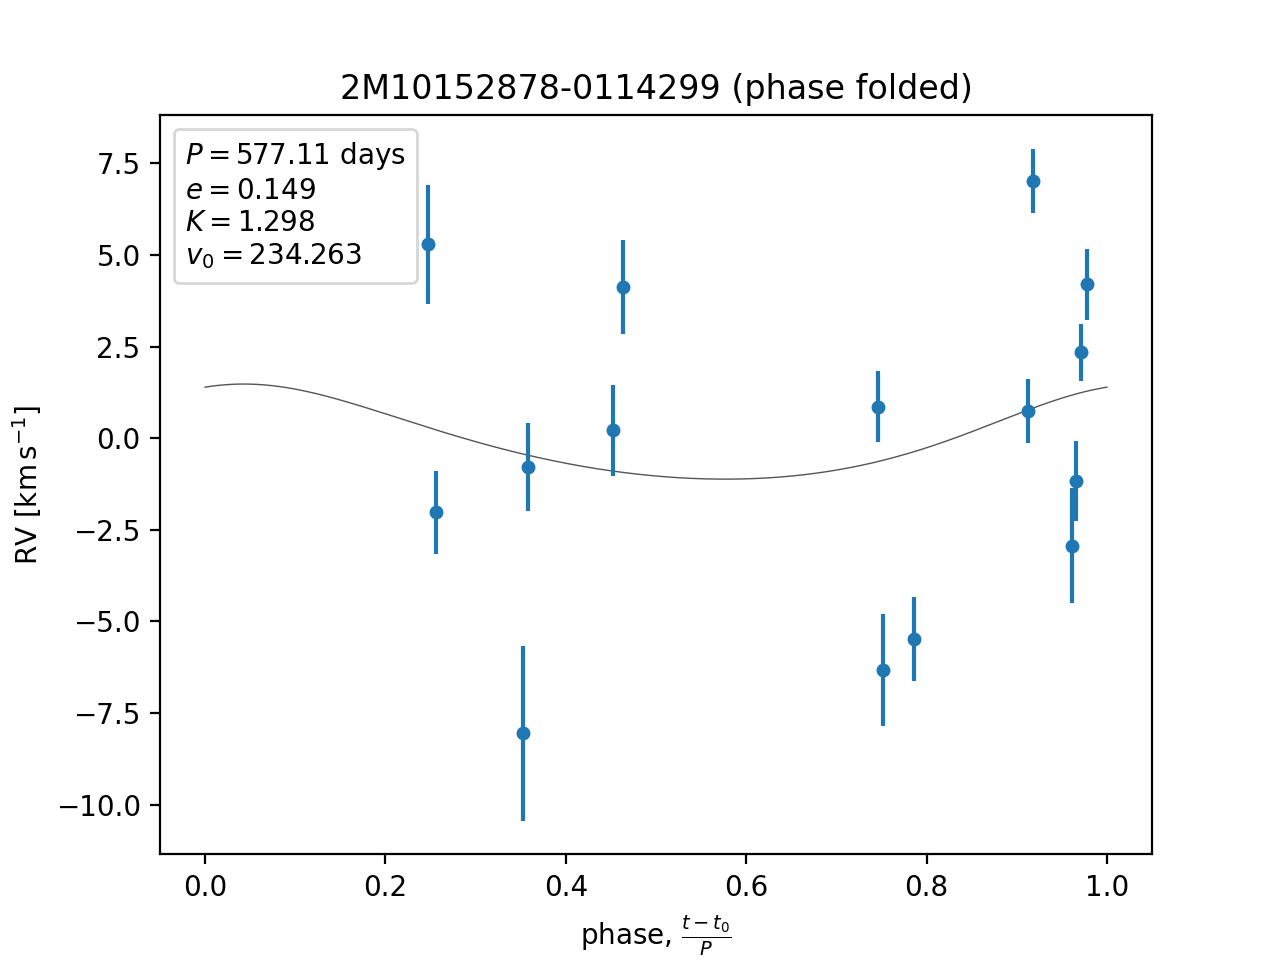 2M10152878-0114299 (phase folded)
P = 577.11 days
e = 0.149
K = 1.298
v₀ = 234.263
7.5
5.0
2.5
0.0
−2.5
−5.0
−7.5
−10.0
RV [km s⁻¹]
0.0 0.2 0.4 0.6 0.8 1.0
phase, (t − t₀)/P